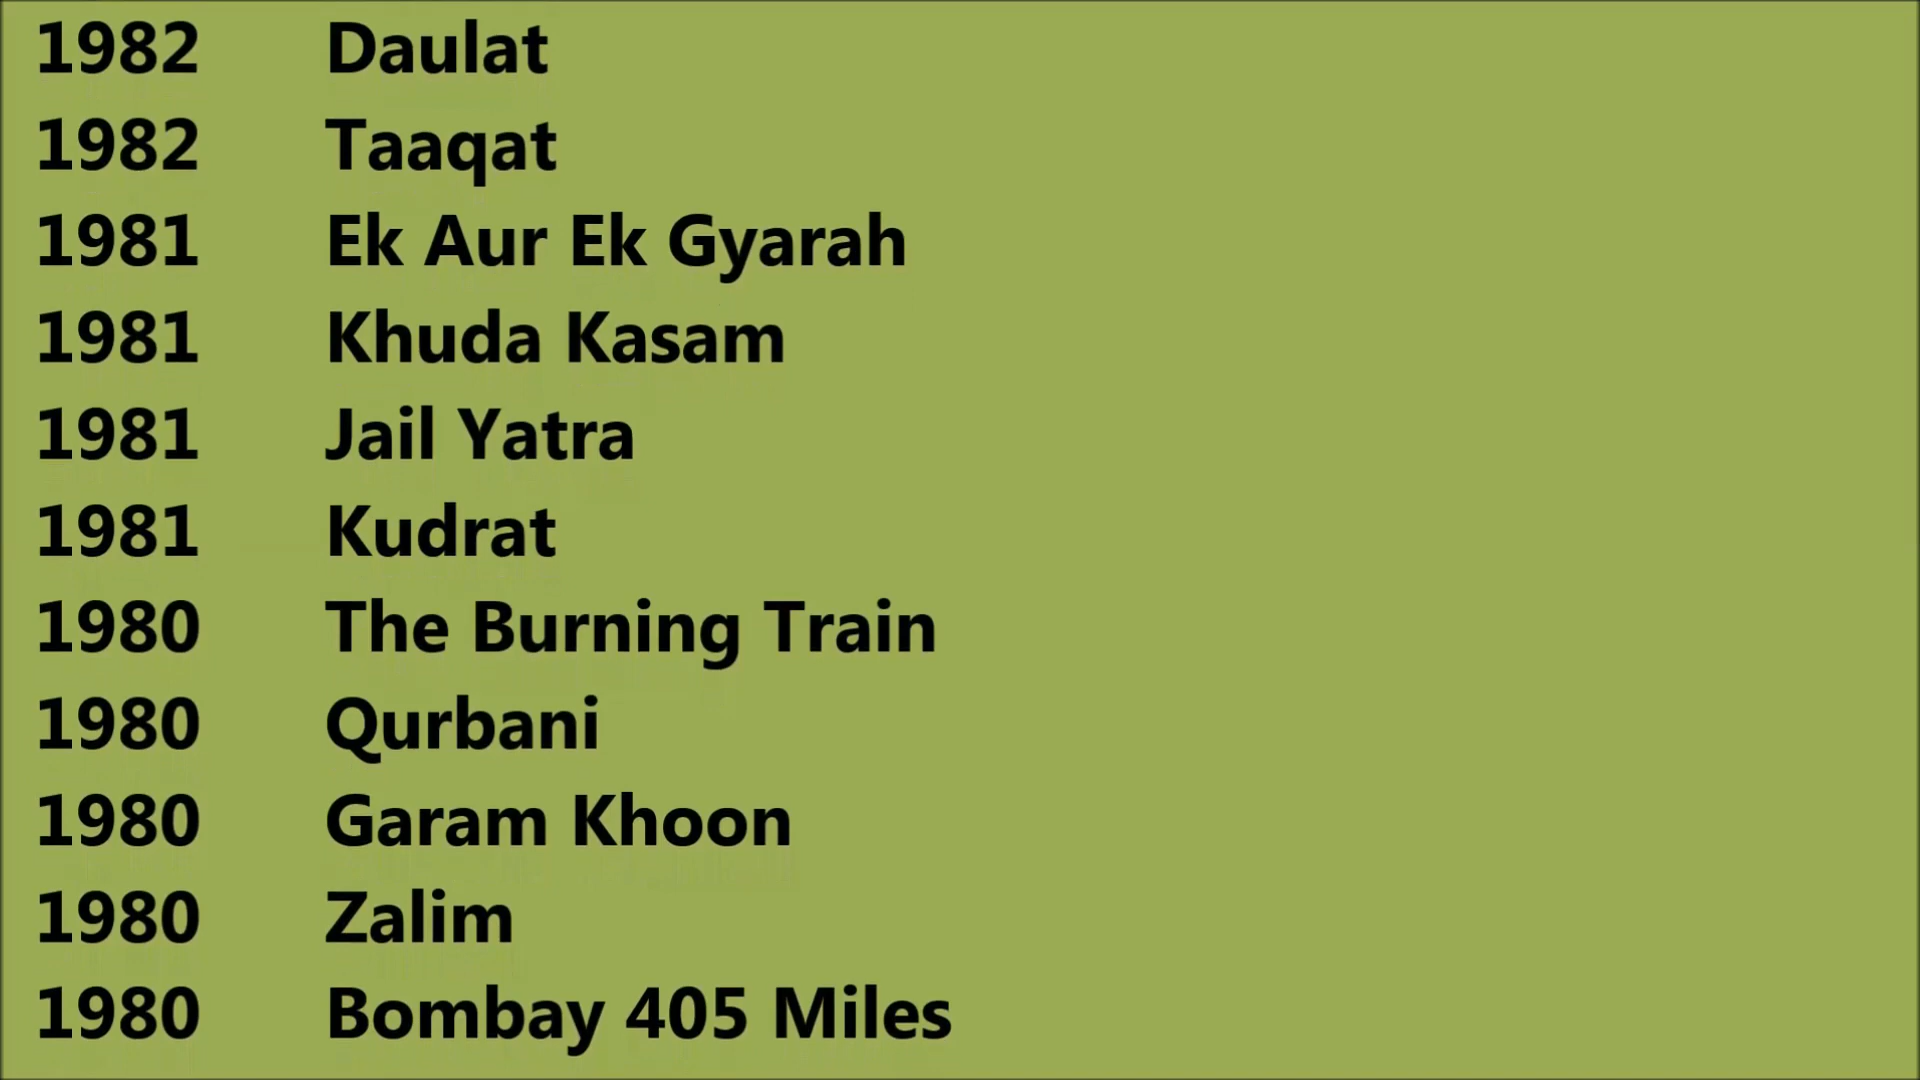 1982 Daulat
1982 Taaqat
1981 Ek Aur Ek Gyarah
1981 Khuda Kasam
1981 Jail Yatra
1981 Kudrat
1980 The Burning Train
1980 Qurbani
1980 Garam Khoon
1980 Zalim
1980 Bombay 405 Miles